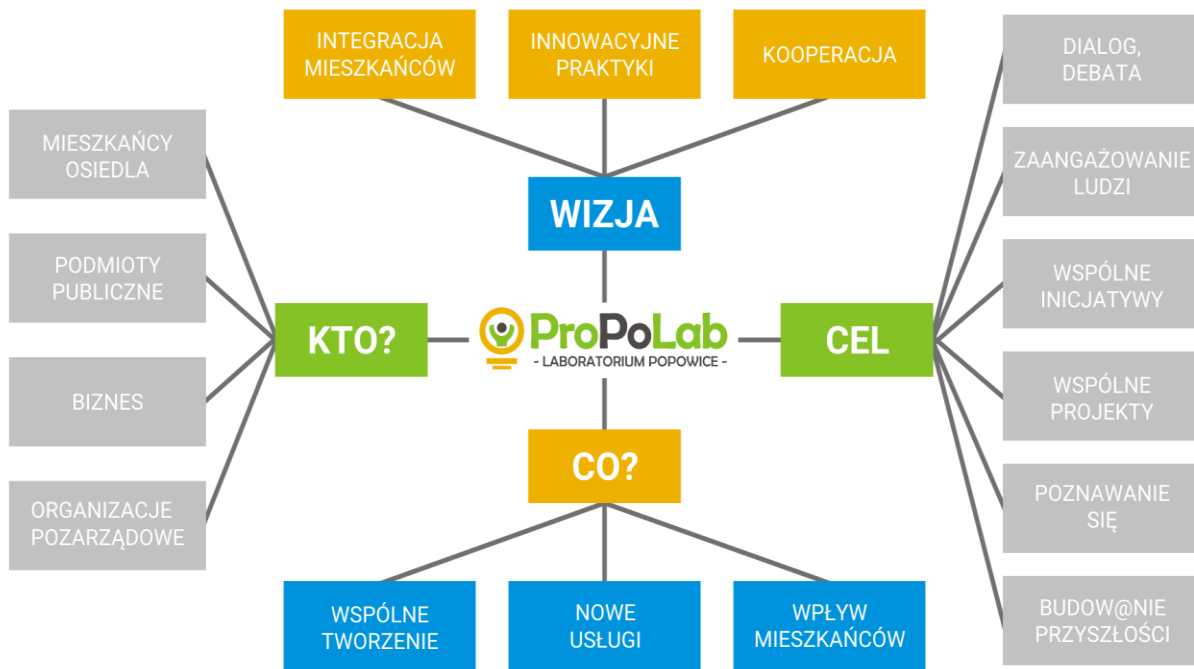 INTEGRACJA
MIESZKAŃCÓW
INNOWACYJNE
PRAKTYKI
KOOPERACJA
WIZJA
MIESZKAŃCY
OSIEDLA
PODMIOTY
PUBLICZNE
BIZNES
ORGANIZACJE
POZARZĄDOWE
KTO?
ProPoLab
- LABORATORIUM POPOWICE -
CEL
DIALOG,
DEBATA
ZAANGAŻOWANIE
LUDZI
WSPÓLNE
INICJATYWY
WSPÓLNE
PROJEKTY
POZNAWANIE
SIĘ
BUDOW@NIE
PRZYSZŁOŚCI
CO?
WSPÓLNE
TWORZENIE
NOWE
USŁUGI
WPŁYW
MIESZKAŃCÓW